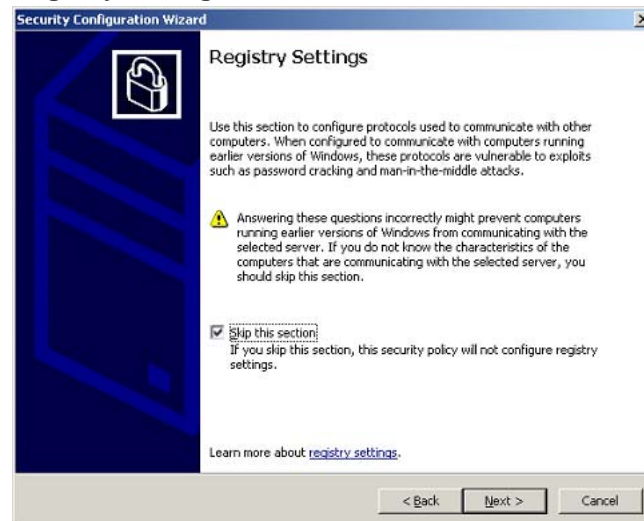 Security Configuration Wizard
Registry Settings
Use this section to configure protocols used to communicate with other
computers. When configured to communicate with computers running
earlier versions of Windows, these protocols are vulnerable to exploits
such as password cracking and man-in-the-middle attacks.
Answering these questions incorrectly might prevent computers
running earlier versions of Windows from communicating with the
selected server. If you do not know the characteristics of the
computers that are communicating with the selected server, you
should skip this section.
Skip this section
If you skip this section, this security policy will not configure registry
settings.
Learn more about registry settings.
< Back Next > Cancel